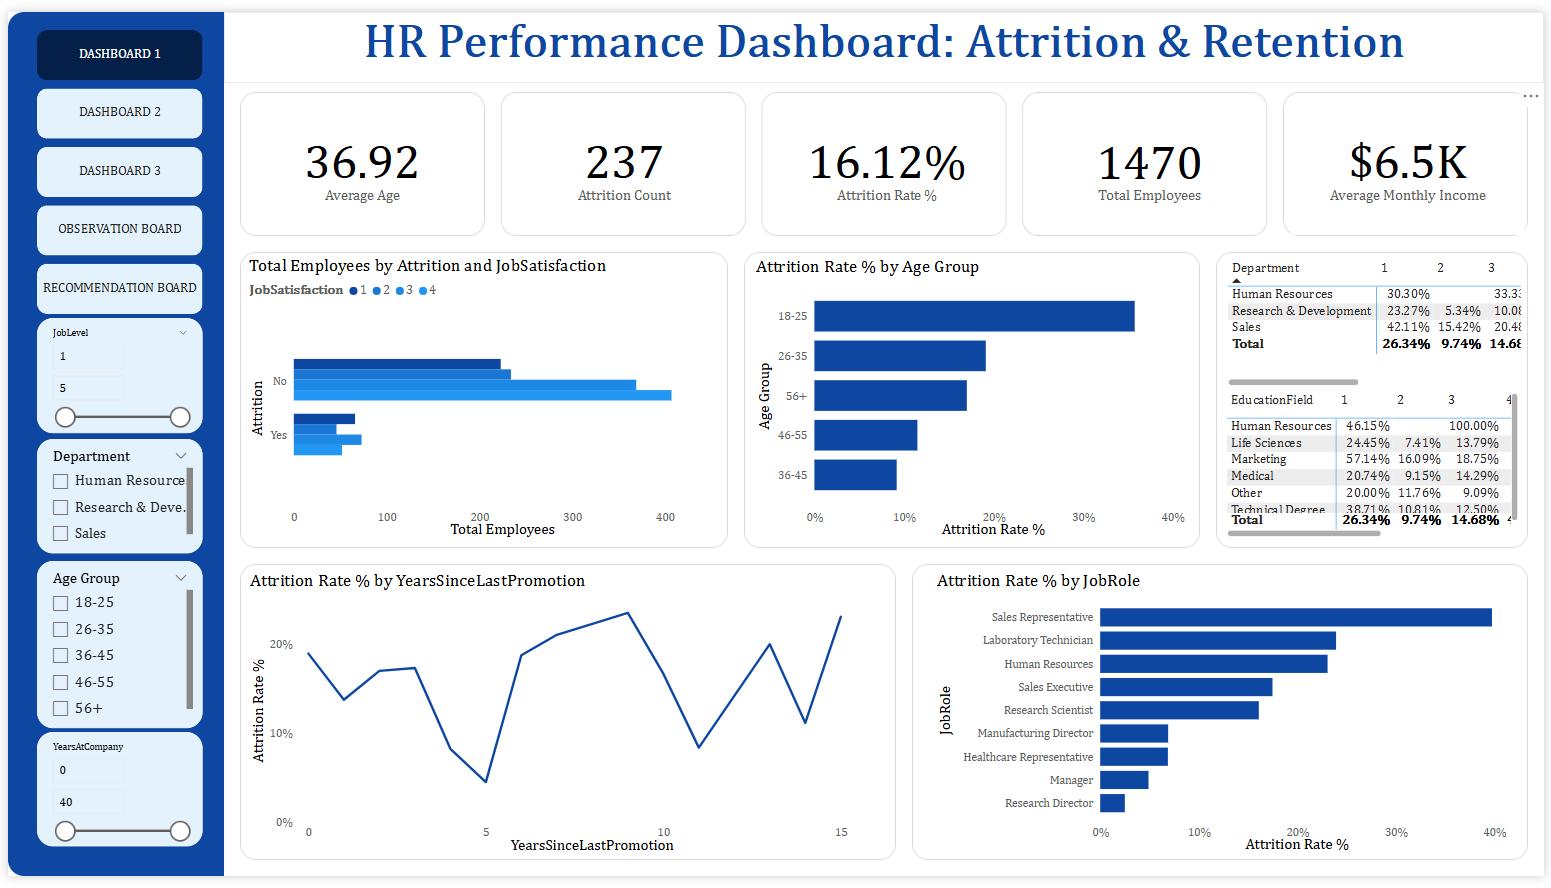 HR Performance Dashboard: Attrition & Retention
DASHBOARD 1
DASHBOARD 2
DASHBOARD 3
OBSERVATION BOARD
RECOMMENDATION BOARD
JobLevel
1
5
Department
Human Resource
Research & Deve.
Sales
Age Group
18-25
26-35
36-45
46-55
56+
YearsAtCompany
0
40
36.92
Average Age
237
Attrition Count
16.12%
Attrition Rate %
1470
Total Employees
$6.5K
Average Monthly Income
Total Employees by Attrition and JobSatisfaction
JobSatisfaction 1 2 3 4
Attrition
No
Yes
0 100 200 300 400
Total Employees
Attrition Rate % by Age Group
Age Group
18-25
26-35
56+
46-55
36-45
0% 10% 20% 30% 40%
Attrition Rate %
Department 1 2 3
Human Resources 30.30% 33.33
Research & Development 23.27% 5.34% 10.08
Sales 42.11% 15.42% 20.48
Total 26.34% 9.74% 14.68
EducationField 1 2 3 4
Human Resources 46.15% 100.00%
Life Sciences 24.45% 7.41% 13.79%
Marketing 57.14% 16.09% 18.75%
Medical 20.74% 9.15% 14.29%
Other 20.00% 11.76% 9.09%
Technical Degree 38.71% 10.81% 12.50%
Total 26.34% 9.74% 14.68% 4
Attrition Rate % by YearsSinceLastPromotion
Attrition Rate %
20%
10%
0%
0 5 10 15
YearsSinceLastPromotion
Attrition Rate % by JobRole
JobRole
Sales Representative
Laboratory Technician
Human Resources
Sales Executive
Research Scientist
Manufacturing Director
Healthcare Representative
Manager
Research Director
0% 10% 20% 30% 40%
Attrition Rate %